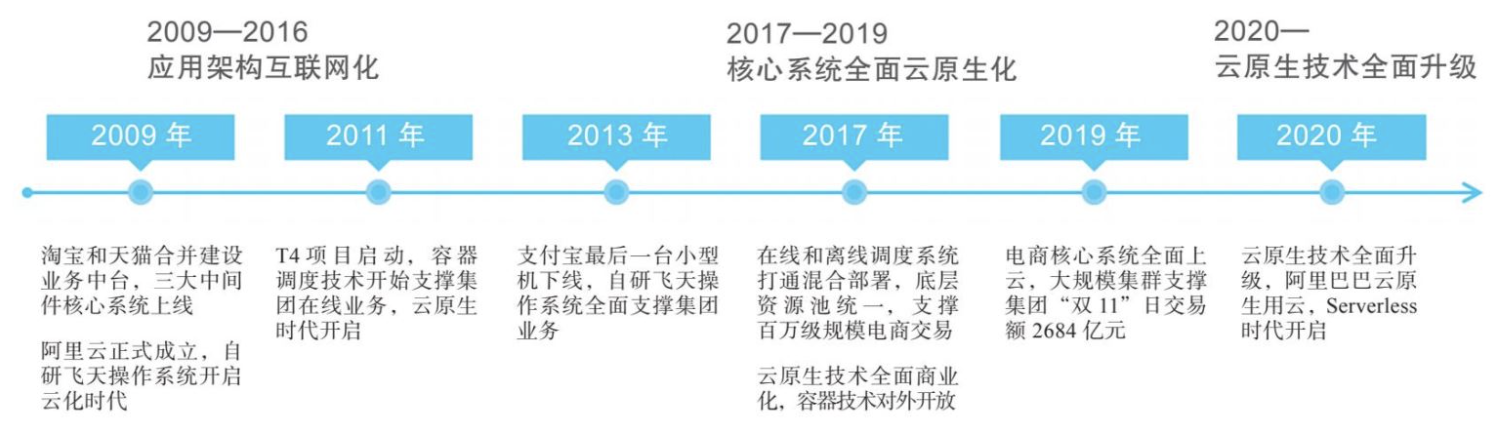 2009—2016
应用架构互联网化
2017—2019
核心系统全面云原生化
2020—
云原生技术全面升级
2009 年
2011 年
2013 年
2017 年
2019 年
2020 年
淘宝和天猫合并建设
业务中台，三大中间
件核心系统上线
阿里云正式成立，自
研飞天操作系统开启
云化时代
T4 项目启动，容器
调度技术开始支撑集
团在线业务，云原生
时代开启
支付宝最后一台小型
机下线，自研飞天操
作系统全面支撑集团
业务
在线和离线调度系统
打通混合部署，底层
资源池统一，支撑
百万级规模电商交易
云原生技术全面商业
化，容器技术对外开放
电商核心系统全面上
云，大规模集群支撑
集团“双 11”日交易
额 2684 亿元
云原生技术全面升
级，阿里巴巴云原
生用云，Serverless
时代开启